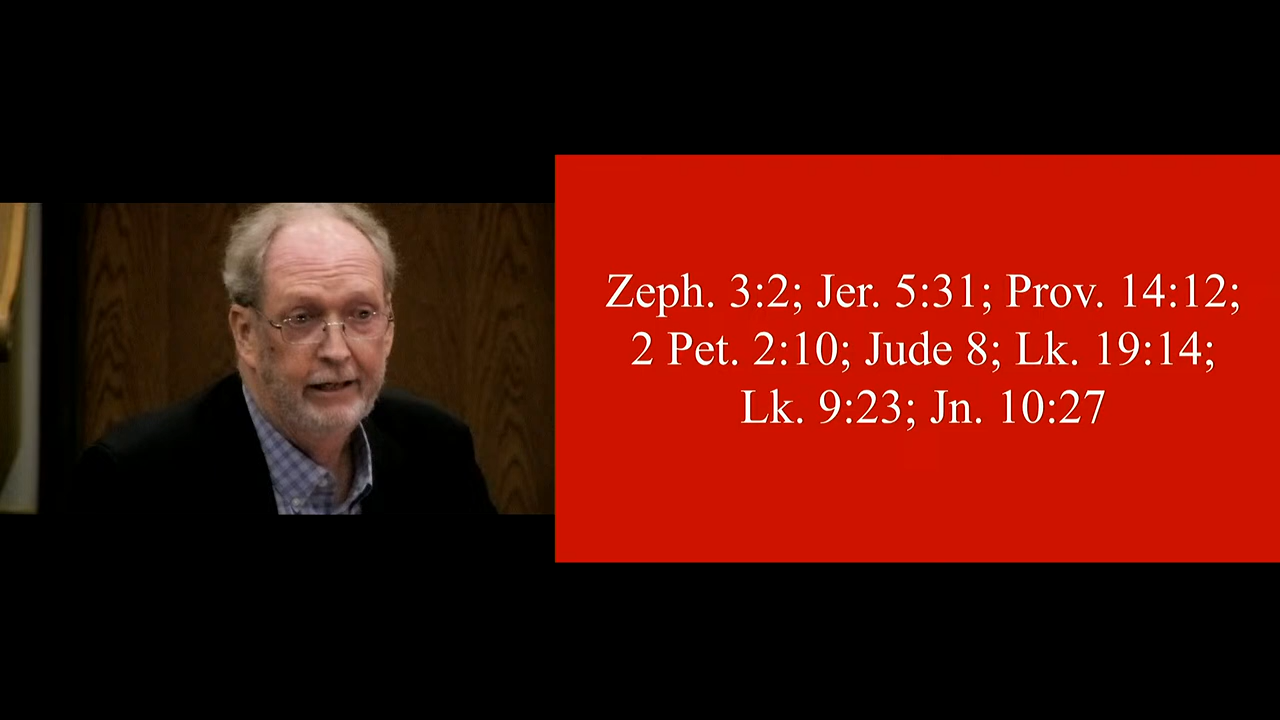 Zeph. 3:2; Jer. 5:31; Prov. 14:12;
2 Pet. 2:10; Jude 8; Lk. 19:14;
Lk. 9:23; Jn. 10:27